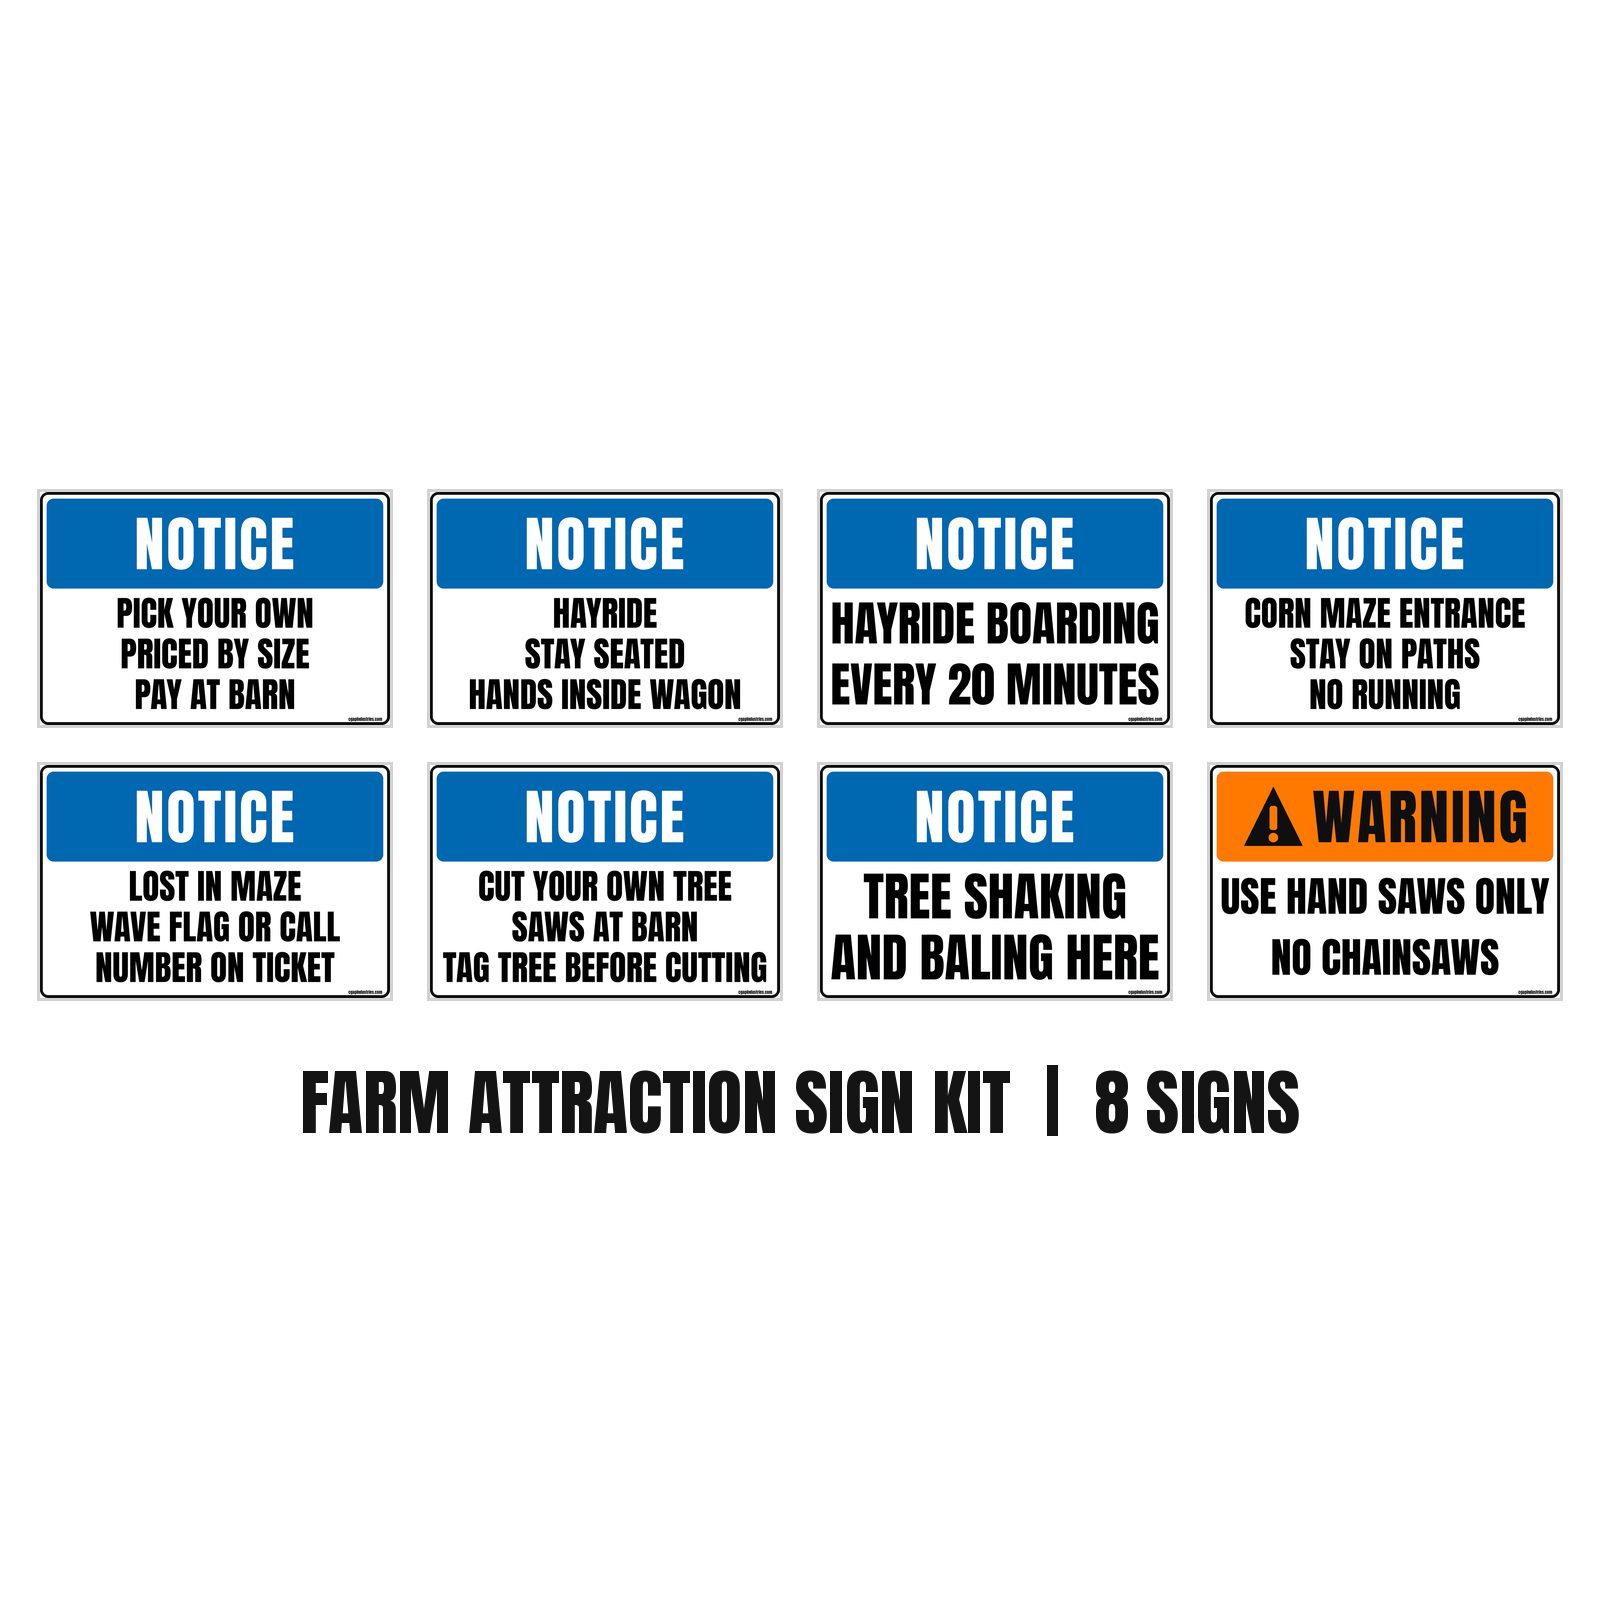 NOTICE
PICK YOUR OWN
PRICED BY SIZE
PAY AT BARN
NOTICE
HAYRIDE
STAY SEATED
HANDS INSIDE WAGON
NOTICE
HAYRIDE BOARDING
EVERY 20 MINUTES
NOTICE
CORN MAZE ENTRANCE
STAY ON PATHS
NO RUNNING
NOTICE
LOST IN MAZE
WAVE FLAG OR CALL
NUMBER ON TICKET
NOTICE
CUT YOUR OWN TREE
SAWS AT BARN
TAG TREE BEFORE CUTTING
NOTICE
TREE SHAKING
AND BALING HERE
WARNING
USE HAND SAWS ONLY
NO CHAINSAWS
FARM ATTRACTION SIGN KIT | 8 SIGNS